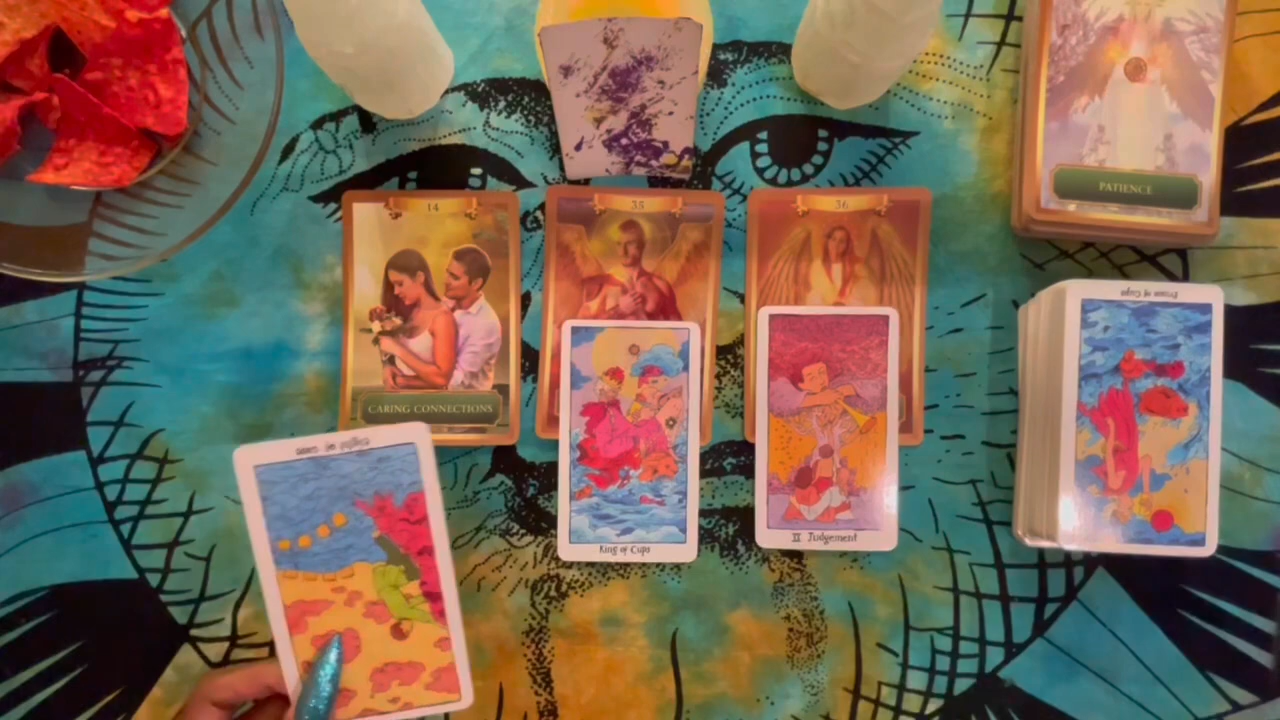 PATIENCE
14
35
36
CARING CONNECTIONS
King of Cups
II Judgement